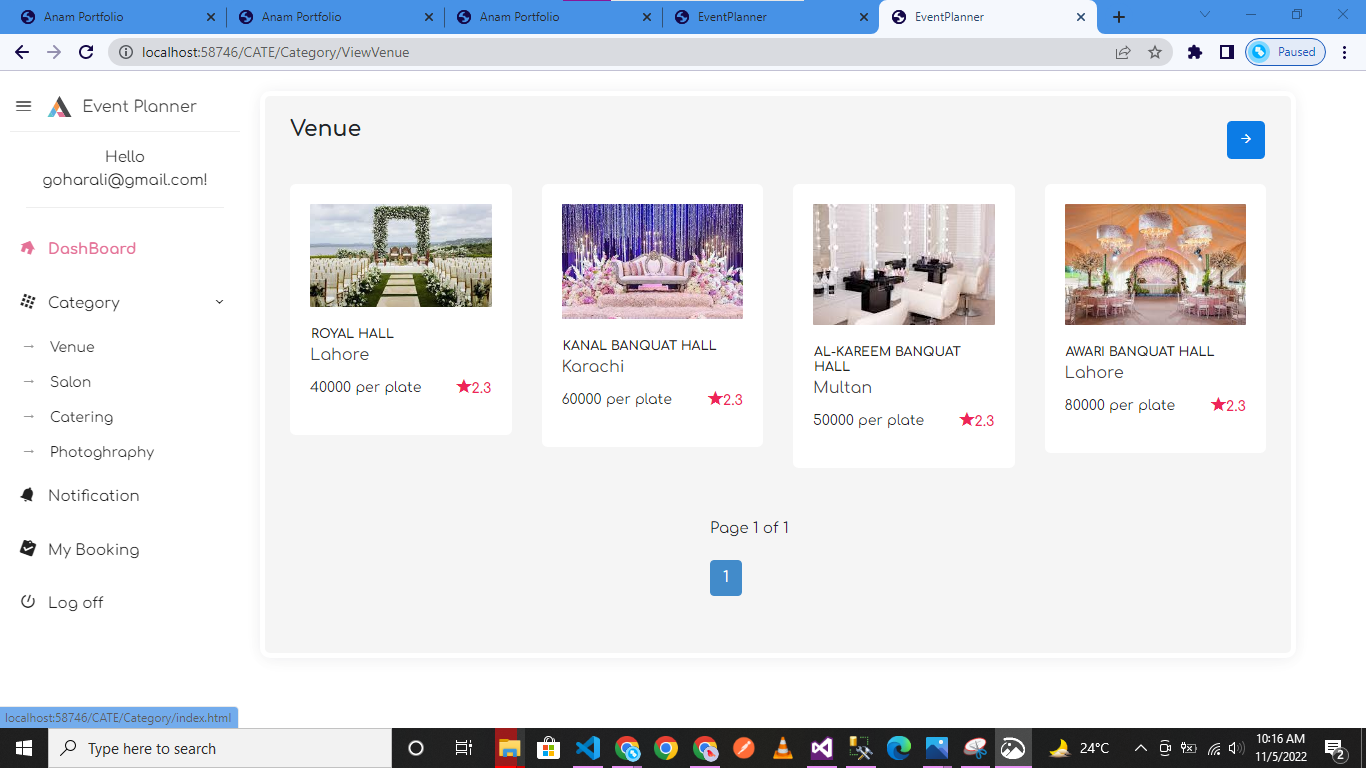 Anam Portfolio
Anam Portfolio
Anam Portfolio
EventPlanner
EventPlanner
localhost:58746/CATE/Category/ViewVenue
Paused
Event Planner
Hello
goharali@gmail.com!
DashBoard
Category
Venue
Salon
Catering
Photoghraphy
Notification
My Booking
Log off
Venue
ROYAL HALL
Lahore
40000 per plate ★2.3
KANAL BANQUAT HALL
Karachi
60000 per plate ★2.3
AL-KAREEM BANQUAT
HALL
Multan
50000 per plate ★2.3
AWARI BANQUAT HALL
Lahore
80000 per plate ★2.3
Page 1 of 1
1
localhost:58746/CATE/Category/index.html
Type here to search
24°C
10:16 AM
11/5/2022
2